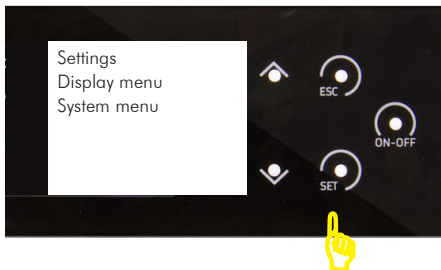 Settings
Display menu
System menu
ESC
ON-OFF
SET